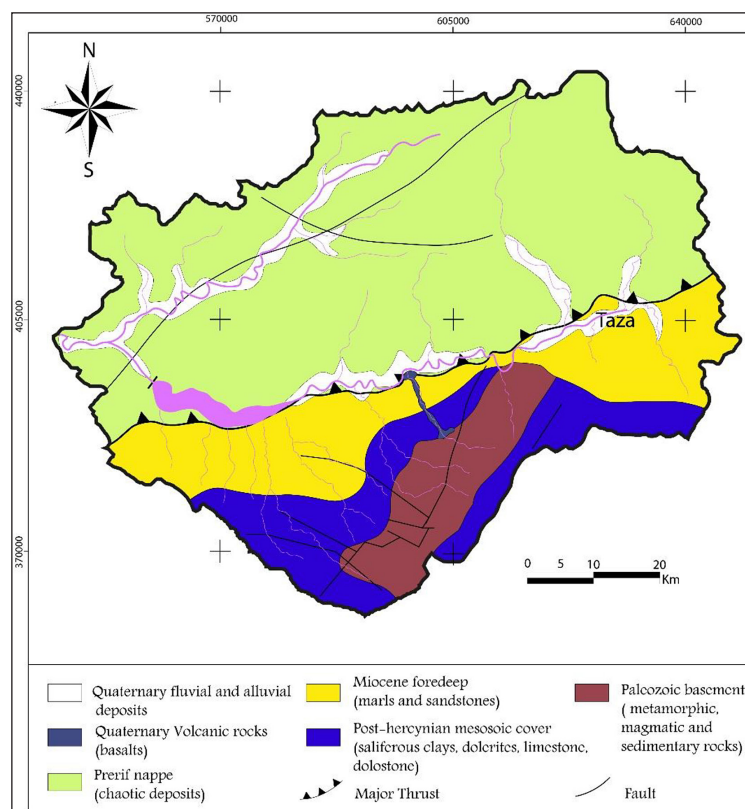 570000
605000
640000
N
S
440000
405000
370000
Taza
0 5 10 20
Km
Quaternary fluvial and alluvial
deposits
Quaternary Volcanic rocks
(basalts)
Prerif nappe
(chaotic deposits)
Miocene foredeep
(marls and sandstones)
Post-hercynian mesosoic cover
(saliferous clays, dolerites, limestone,
dolostone)
Major Thrust
Palcozoic basement
( metamorphic,
magmatic and
sedimentary rocks)
Fault